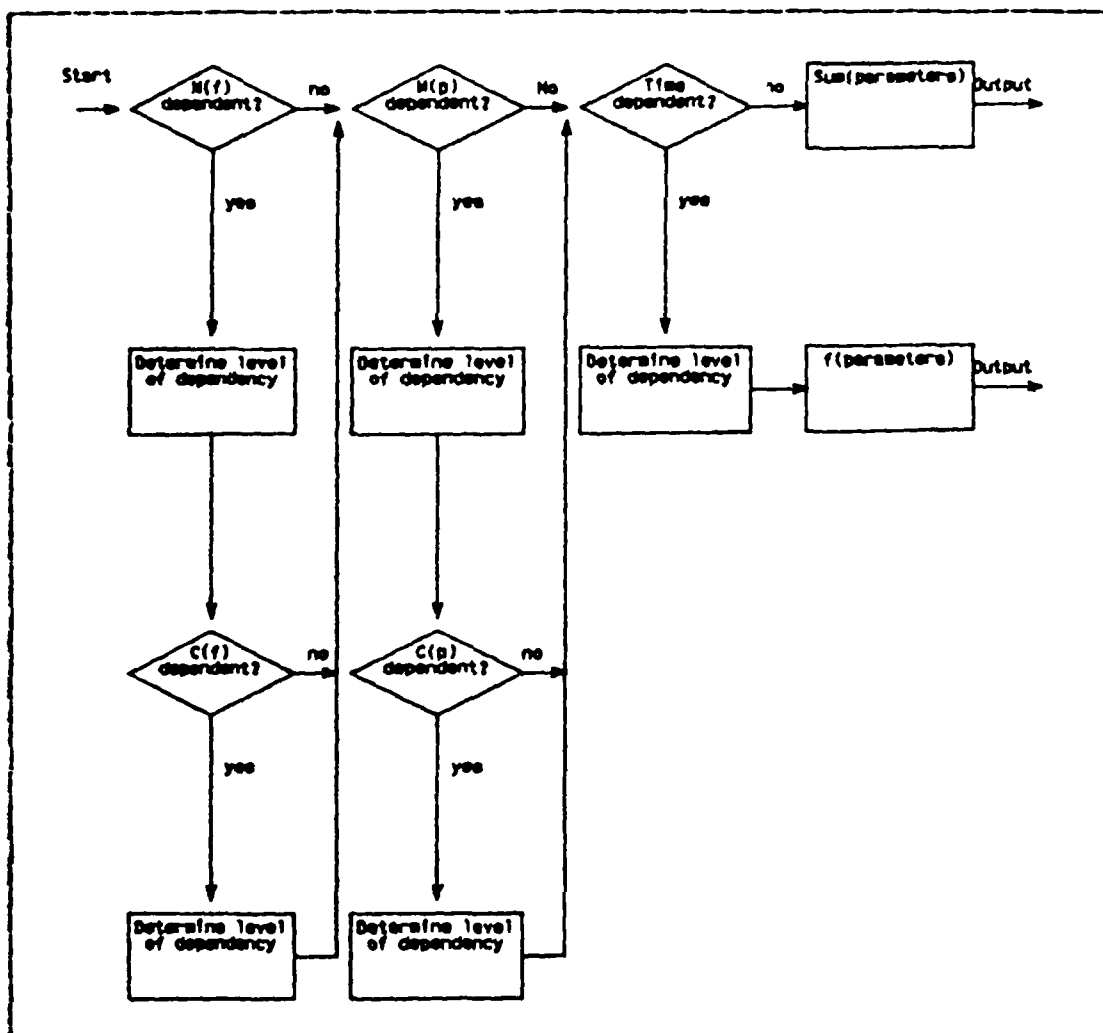 Start
N(f)
dependent?
no
N(p)
dependent?
No
Time
dependent?
no
Sum(parameters)
Output
yes
yes
yes
Determine level
of dependency
Determine level
of dependency
Determine level
of dependency
f(parameters)
Output
C(f)
dependent?
no
C(p)
dependent?
no
yes
yes
Determine level
of dependency
Determine level
of dependency